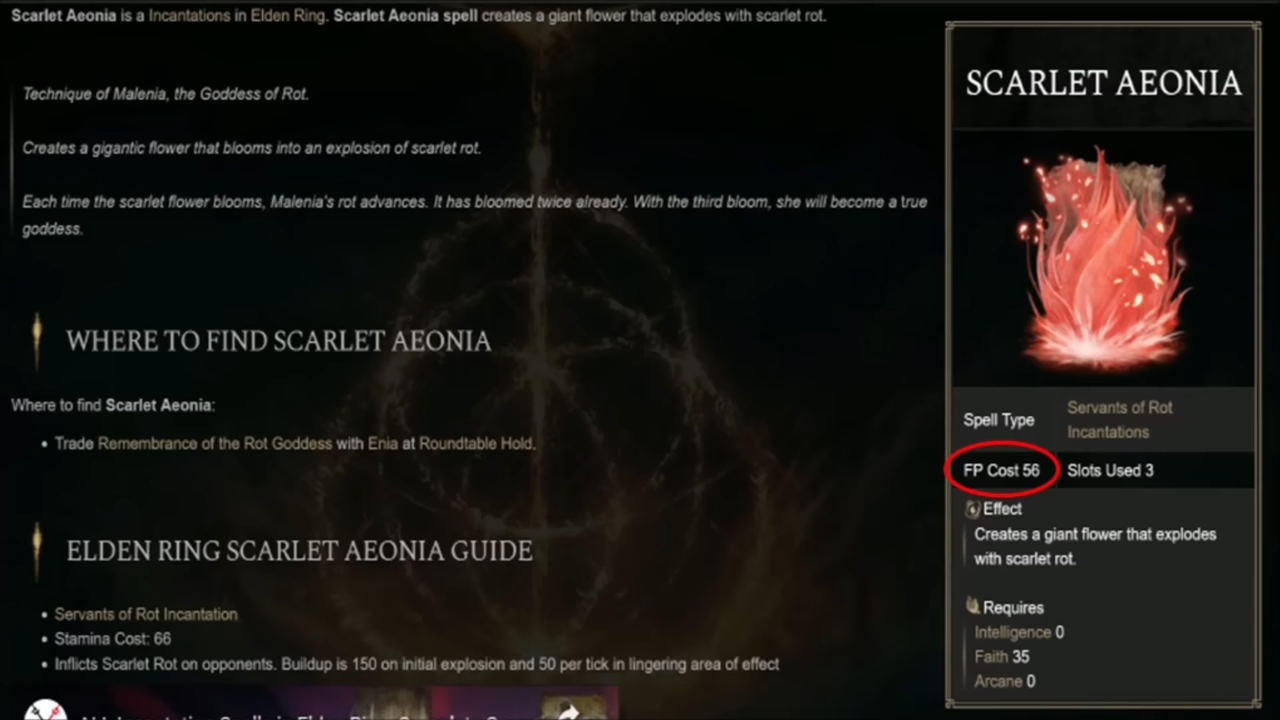 Scarlet Aeonia is a Incantations in Elden Ring. Scarlet Aeonia spell creates a giant flower that explodes with scarlet rot.
Technique of Malenia, the Goddess of Rot.
Creates a gigantic flower that blooms into an explosion of scarlet rot.
Each time the scarlet flower blooms, Malenia's rot advances. It has bloomed twice already. With the third bloom, she will become a true
goddess.
WHERE TO FIND SCARLET AEONIA
Where to find Scarlet Aeonia:
• Trade Remembrance of the Rot Goddess with Enia at Roundtable Hold.
ELDEN RING SCARLET AEONIA GUIDE
• Servants of Rot Incantation
• Stamina Cost: 66
• Inflicts Scarlet Rot on opponents. Buildup is 150 on initial explosion and 50 per tick in lingering area of effect
SCARLET AEONIA
Spell Type
Servants of Rot
Incantations
FP Cost 56
Slots Used 3
Effect
Creates a giant flower that explodes
with scarlet rot.
Requires
Intelligence 0
Faith 35
Arcane 0